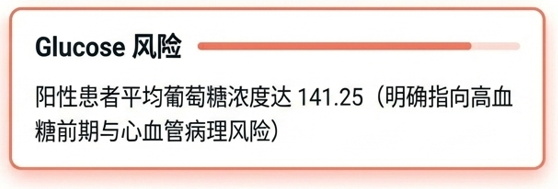 Glucose 风险
阳性患者平均葡萄糖浓度达 141.25（明确指向高血
糖前期与心血管病理风险）